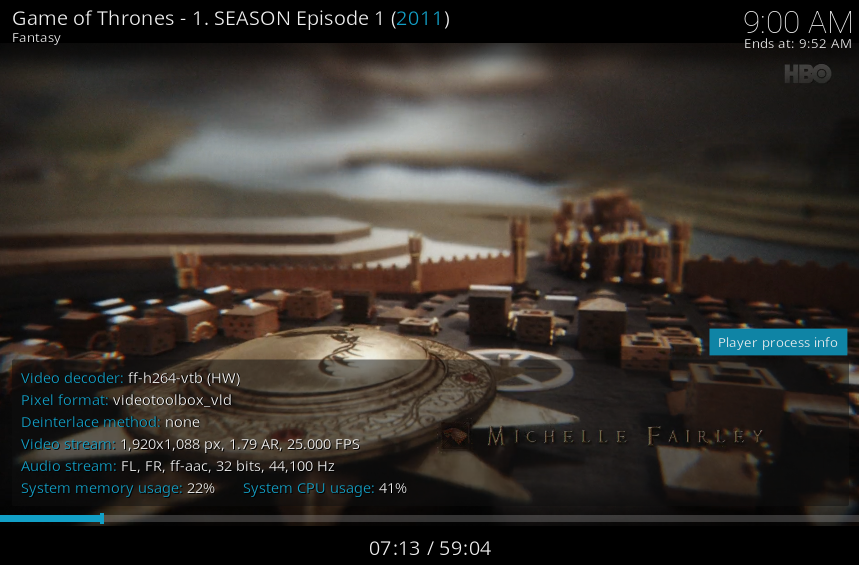 Game of Thrones - 1. SEASON Episode 1 (2011)
Fantasy
9:00 AM
Ends at: 9:52 AM
HBO
Player process info
Video decoder: ff-h264-vtb (HW)
Pixel format: videotoolbox_vld
Deinterlace method: none
Video stream: 1,920x1,088 px, 1.79 AR, 25.000 FPS
MICHELLE FAIRLEY
Audio stream: FL, FR, ff-aac, 32 bits, 44,100 Hz
System memory usage: 22% System CPU usage: 41%
07:13 / 59:04